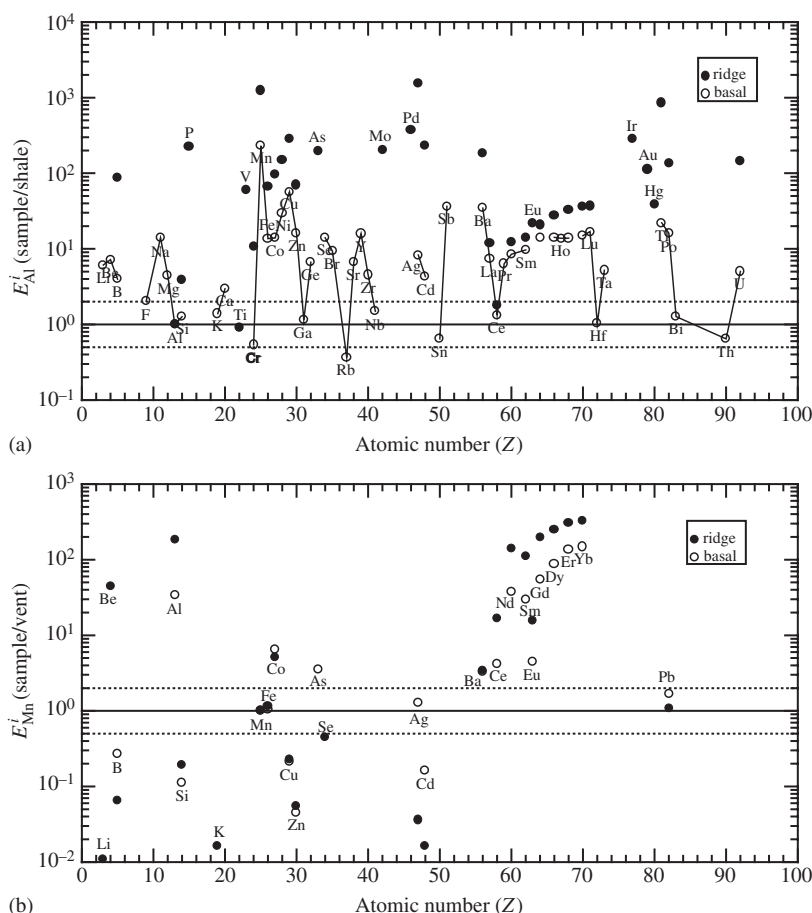 10⁴
10³
10²
10¹
10⁰
10⁻¹
E^i_Al (sample/shale)
ridge
basal
P
V
Mn
As
Mo
Pd
Ir
Au
Hg
Eu
Li
Be
B
F
Na
Mg
Al
Si
K
Ca
Ti
Cr
Fe
Co
Ni
Cu
Zn
Ga
Ge
Se
Br
Rb
Sr
Y
Zr
Nb
Ag
Cd
Sn
Sb
Ba
La
Pr
Ce
Sm
Ho
Lu
Hf
Ta
Tl
Pb
Bi
Th
U
0 10 20 30 40 50 60 70 80 90 100
(a) Atomic number (Z)
10³
10²
10¹
10⁰
10⁻¹
10⁻²
E^i_Mn (sample/vent)
ridge
basal
Be
Al
Co
As
Fe
Mn
Se
Ag
B
Si
Cu
Cd
Zn
Li
K
Ba
Nd
Sm
Ce
Eu
Gd
Dy
Er
Yb
Pb
0 10 20 30 40 50 60 70 80 90 100
(b) Atomic number (Z)